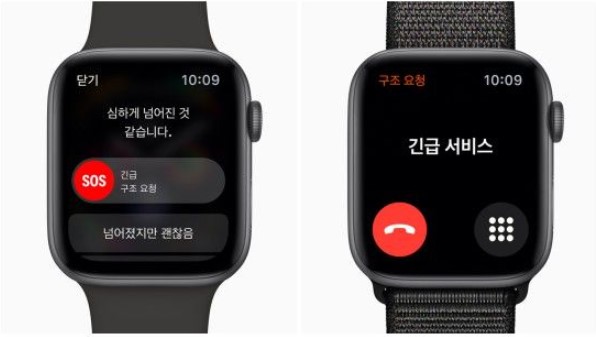 닫기
10:09
심하게 넘어진 것
같습니다.
SOS
긴급
구조 요청
넘어졌지만 괜찮음
구조 요청
10:09
긴급 서비스